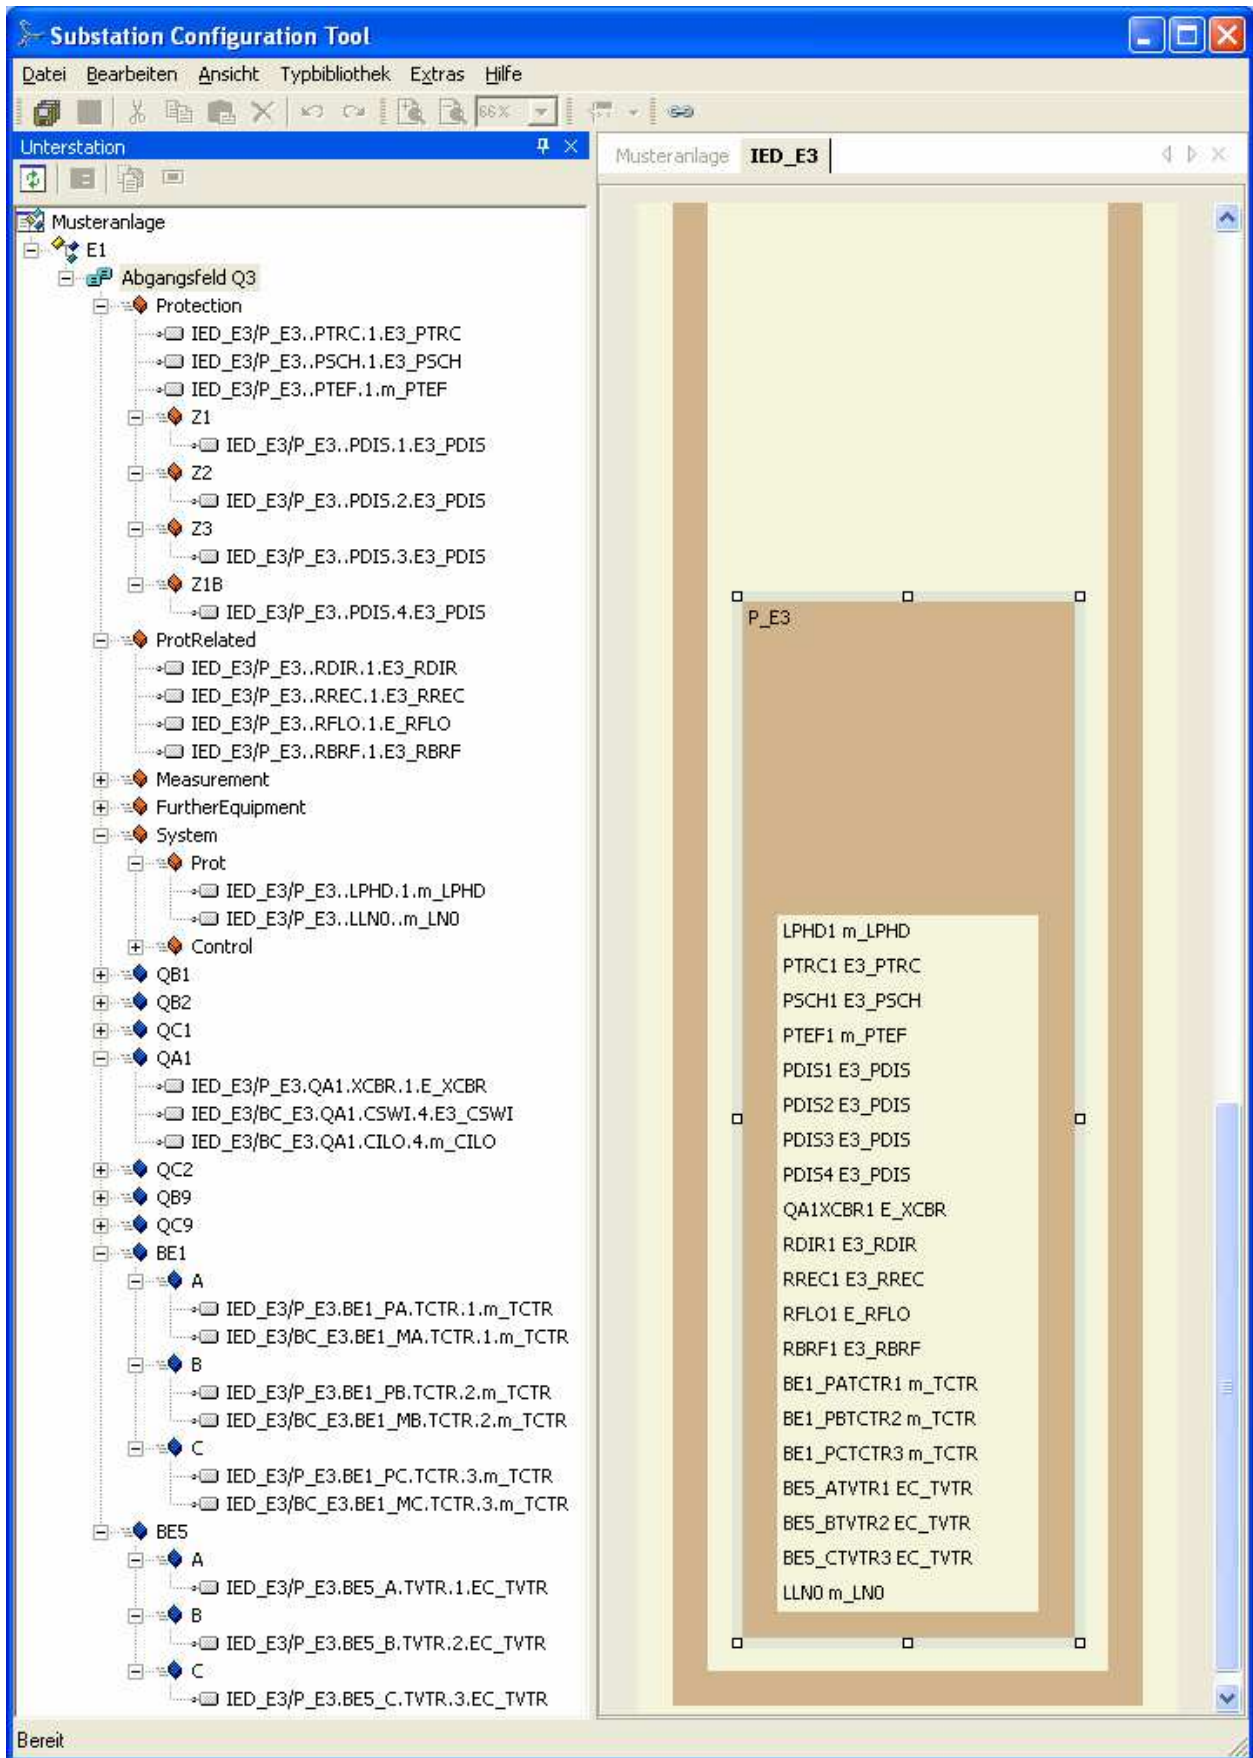 Substation Configuration Tool
Datei Bearbeiten Ansicht Typbibliothek Extras Hilfe
66%
Unterstation
Musteranlage
E1
Abgangsfeld Q3
Protection
IED_E3/P_E3..PTRC.1.E3_PTRC
IED_E3/P_E3..PSCH.1.E3_PSCH
IED_E3/P_E3..PTEF.1.m_PTEF
Z1
IED_E3/P_E3..PDIS.1.E3_PDIS
Z2
IED_E3/P_E3..PDIS.2.E3_PDIS
Z3
IED_E3/P_E3..PDIS.3.E3_PDIS
Z1B
IED_E3/P_E3..PDIS.4.E3_PDIS
ProtRelated
IED_E3/P_E3..RDIR.1.E3_RDIR
IED_E3/P_E3..RREC.1.E3_RREC
IED_E3/P_E3..RFLO.1.E_RFLO
IED_E3/P_E3..RBRF.1.E3_RBRF
Measurement
FurtherEquipment
System
Prot
IED_E3/P_E3..LPHD.1.m_LPHD
IED_E3/P_E3..LLN0..m_LN0
Control
QB1
QB2
QC1
QA1
IED_E3/P_E3.QA1.XCBR.1.E_XCBR
IED_E3/BC_E3.QA1.CSWI.4.E3_CSWI
IED_E3/BC_E3.QA1.CILO.4.m_CILO
QC2
QB9
QC9
BE1
A
IED_E3/P_E3.BE1_PA.TCTR.1.m_TCTR
IED_E3/BC_E3.BE1_MA.TCTR.1.m_TCTR
B
IED_E3/P_E3.BE1_PB.TCTR.2.m_TCTR
IED_E3/BC_E3.BE1_MB.TCTR.2.m_TCTR
C
IED_E3/P_E3.BE1_PC.TCTR.3.m_TCTR
IED_E3/BC_E3.BE1_MC.TCTR.3.m_TCTR
BE5
A
IED_E3/P_E3.BE5_A.TVTR.1.EC_TVTR
B
IED_E3/P_E3.BE5_B.TVTR.2.EC_TVTR
C
IED_E3/P_E3.BE5_C.TVTR.3.EC_TVTR
Musteranlage IED_E3
P_E3
LPHD1 m_LPHD
PTRC1 E3_PTRC
PSCH1 E3_PSCH
PTEF1 m_PTEF
PDIS1 E3_PDIS
PDIS2 E3_PDIS
PDIS3 E3_PDIS
PDIS4 E3_PDIS
QA1XCBR1 E_XCBR
RDIR1 E3_RDIR
RREC1 E3_RREC
RFLO1 E_RFLO
RBRF1 E3_RBRF
BE1_PATCTR1 m_TCTR
BE1_PBTCTR2 m_TCTR
BE1_PCTCTR3 m_TCTR
BE5_ATVTR1 EC_TVTR
BE5_BTVTR2 EC_TVTR
BE5_CTVTR3 EC_TVTR
LLN0 m_LN0
Bereit